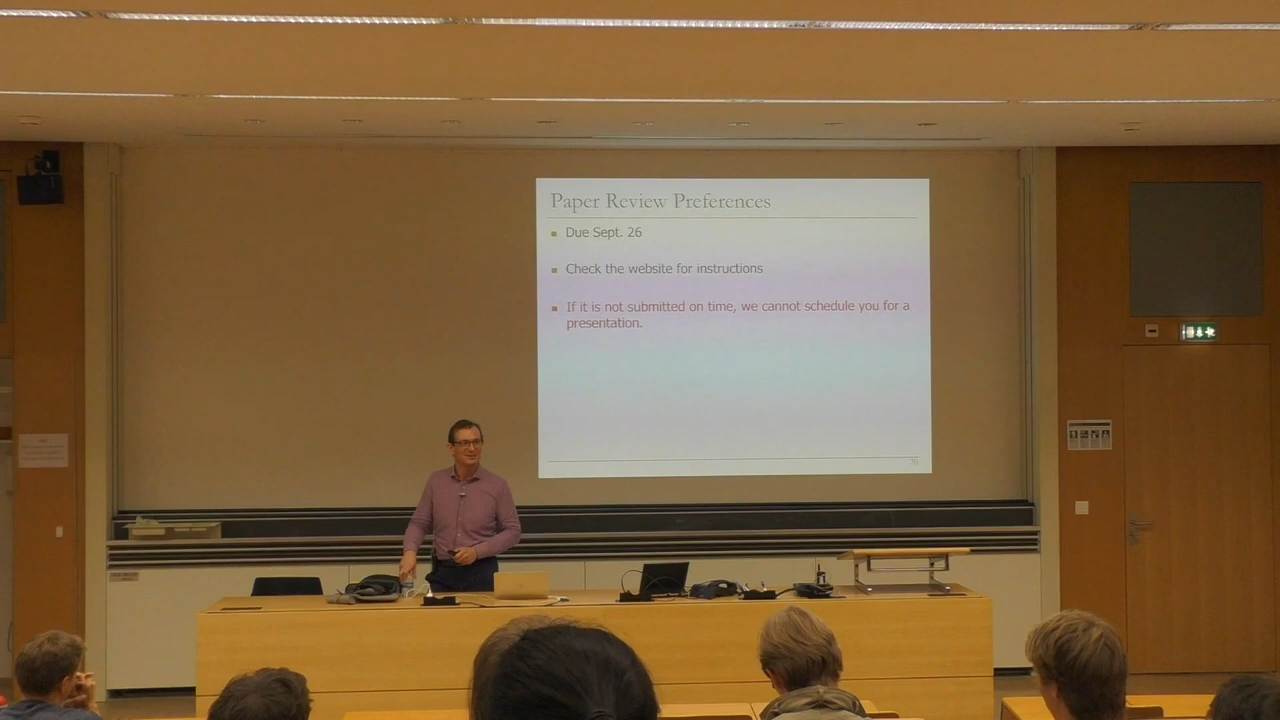 Paper Review Preferences
Due Sept. 26
Check the website for instructions
If it is not submitted on time, we cannot schedule you for a
presentation.